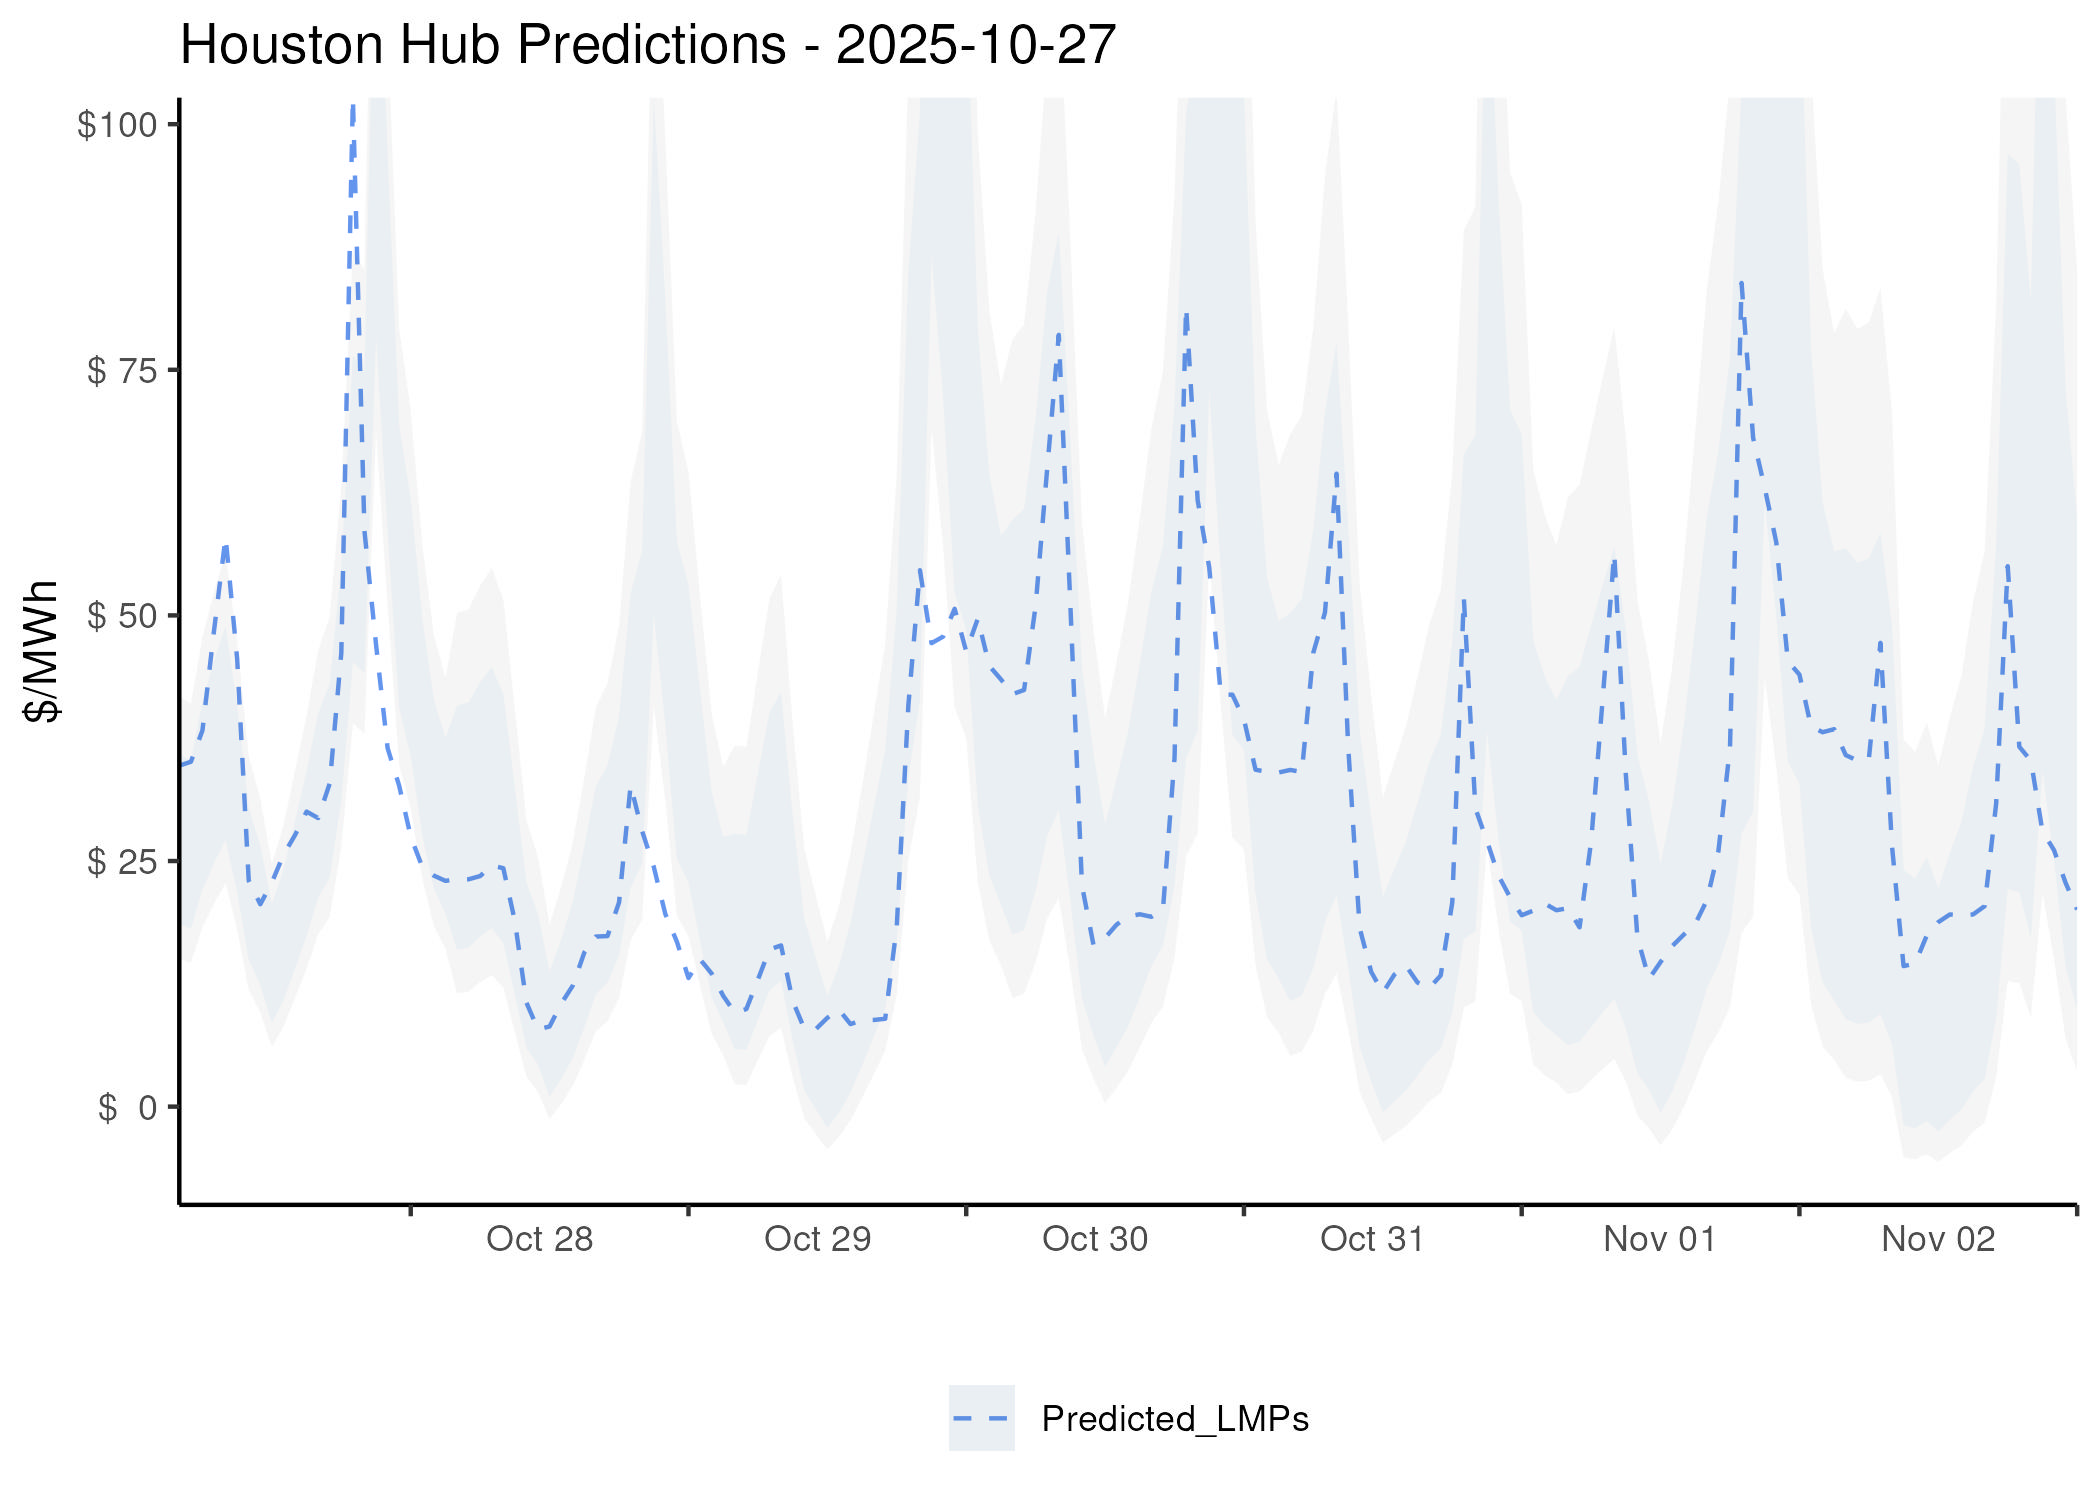 Houston Hub Predictions - 2025-10-27
$/MWh
$100
$ 75
$ 50
$ 25
$  0
Oct 28
Oct 29
Oct 30
Oct 31
Nov 01
Nov 02
Predicted_LMPs